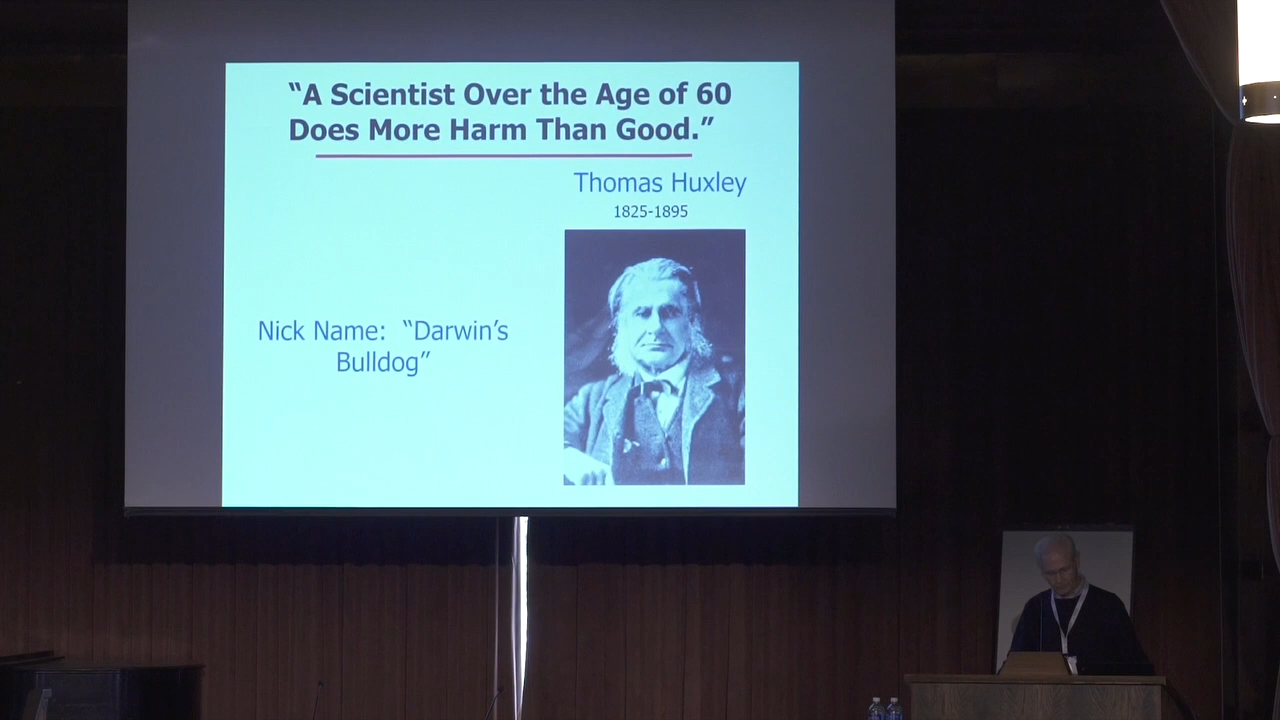 “A Scientist Over the Age of 60
Does More Harm Than Good.”
Thomas Huxley
1825-1895
Nick Name: “Darwin’s
Bulldog”